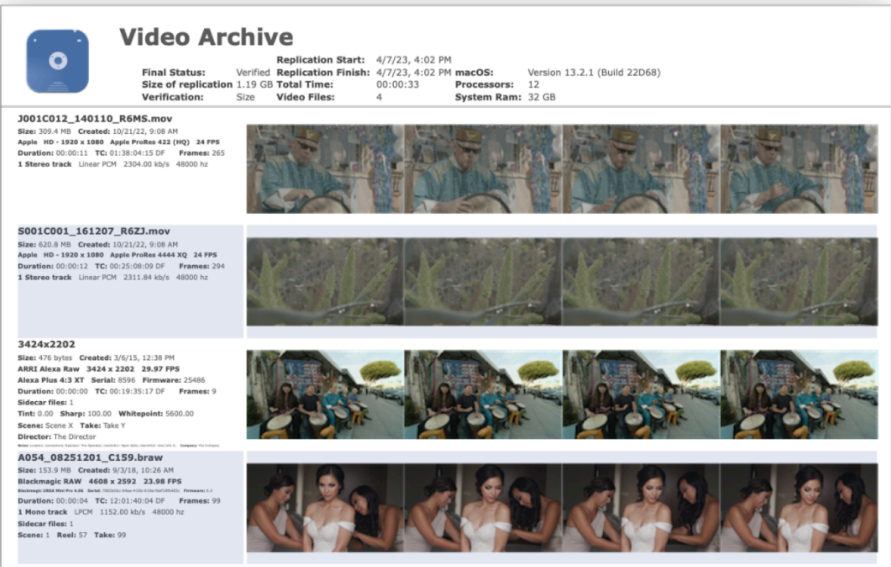 Video Archive
Replication Start: 4/7/23, 4:02 PM
Final Status: Verified Replication Finish: 4/7/23, 4:02 PM macOS: Version 13.2.1 (Build 22D68)
Size of replication 1.19 GB Total Time: 00:00:33 Processors: 12
Verification: Size Video Files: 4 System Ram: 32 GB
J001C012_140110_R6MS.mov
Size: 309.4 MB Created: 10/21/22, 9:08 AM
Apple HD - 1920 x 1080 Apple ProRes 422 (HQ) 24 FPS
Duration: 00:00:11 TC: 01:38:04:15 DF Frames: 265
1 Stereo track Linear PCM 2304.00 kb/s 48000 hz
S001C001_161207_R6ZJ.mov
Size: 620.8 MB Created: 10/21/22, 9:08 AM
Apple HD - 1920 x 1080 Apple ProRes 4444 XQ 24 FPS
Duration: 00:00:12 TC: 00:25:08:09 DF Frames: 294
1 Stereo track Linear PCM 2311.84 kb/s 48000 hz
3424x2202
Size: 476 bytes Created: 3/6/15, 12:38 PM
ARRI Alexa Raw 3424 x 2202 29.97 FPS
Alexa Plus 4:3 XT Serial: 8596 Firmware: 25486
Duration: 00:00:00 TC: 00:19:35:17 DF Frames: 9
Sidecar files: 1
Tint: 0.00 Sharp: 100.00 Whitepoint: 5600.00
Scene: Scene X Take: Take Y
Director: The Director
A054_08251201_C159.braw
Size: 153.9 MB Created: 9/3/18, 10:26 AM
Blackmagic RAW 4608 x 2592 23.98 FPS
Duration: 00:00:04 TC: 12:01:40:04 DF Frames: 99
1 Mono track LPCM 1152.00 kb/s 48000 hz
Sidecar files: 1
Scene: 1 Reel: 57 Take: 99